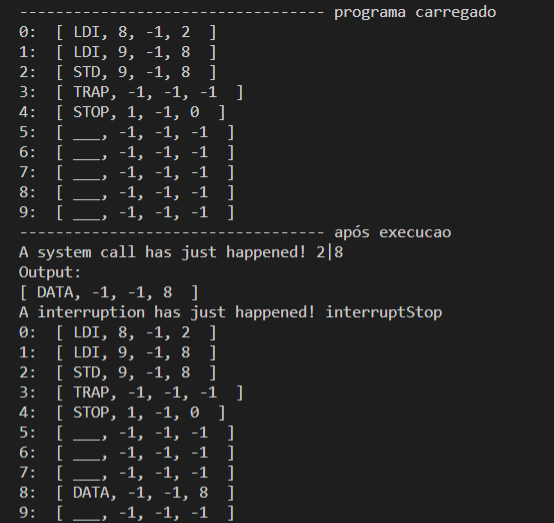 --------------------------------- programa carregado
0:  [ LDI, 8, -1, 2  ]
1:  [ LDI, 9, -1, 8  ]
2:  [ STD, 9, -1, 8  ]
3:  [ TRAP, -1, -1, -1  ]
4:  [ STOP, 1, -1, 0  ]
5:  [ ___, -1, -1, -1  ]
6:  [ ___, -1, -1, -1  ]
7:  [ ___, -1, -1, -1  ]
8:  [ ___, -1, -1, -1  ]
9:  [ ___, -1, -1, -1  ]
--------------------------------- após execucao
A system call has just happened! 2|8
Output:
[ DATA, -1, -1, 8  ]
A interruption has just happened! interruptStop
0:  [ LDI, 8, -1, 2  ]
1:  [ LDI, 9, -1, 8  ]
2:  [ STD, 9, -1, 8  ]
3:  [ TRAP, -1, -1, -1  ]
4:  [ STOP, 1, -1, 0  ]
5:  [ ___, -1, -1, -1  ]
6:  [ ___, -1, -1, -1  ]
7:  [ ___, -1, -1, -1  ]
8:  [ DATA, -1, -1, 8  ]
9:  [ ___, -1, -1, -1  ]